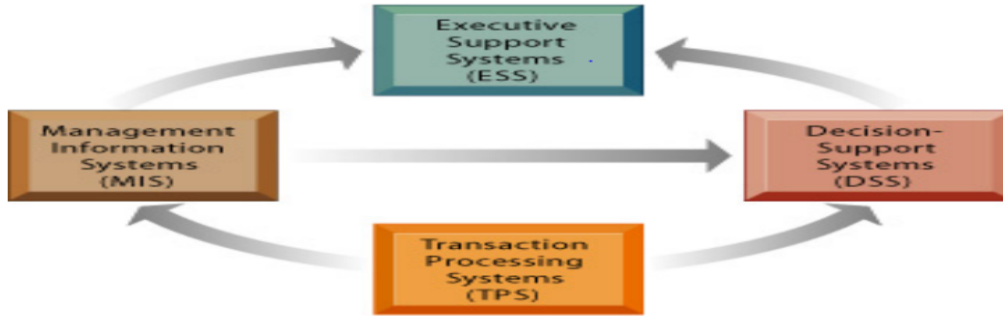 Executive
Support
Systems
(ESS)
Management
Information
Systems
(MIS)
Decision-
Support
Systems
(DSS)
Transaction
Processing
Systems
(TPS)